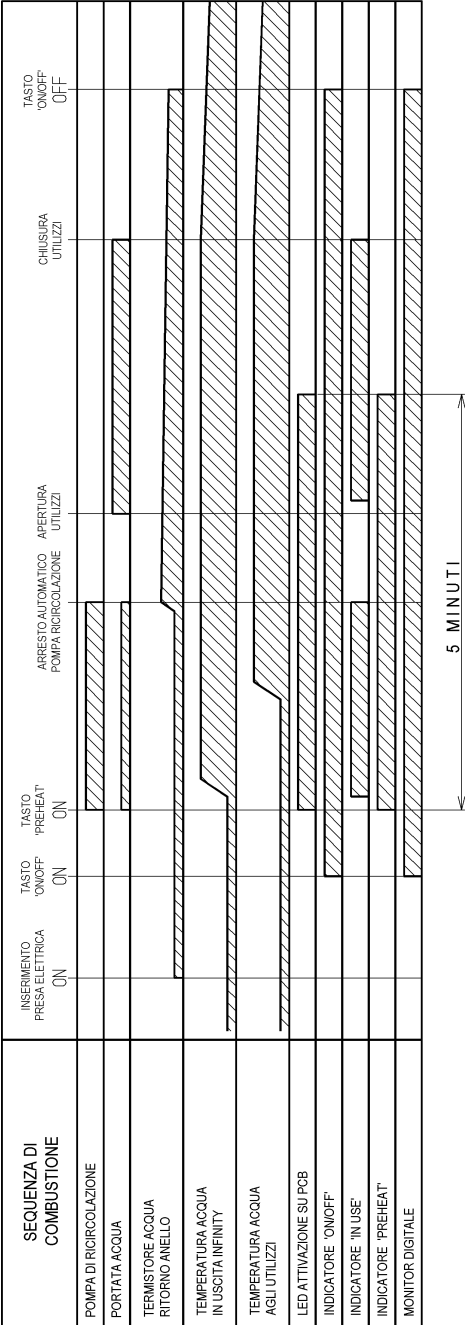 SEQUENZA DI
COMBUSTIONE
INSERIMENTO
PRESA ELETTRICA
ON
TASTO
'ON/OFF'
ON
TASTO
'PREHEAT'
ON
ARRESTO AUTOMATICO
POMPA RICIRCOLAZIONE
APERTURA
UTILIZZI
CHIUSURA
UTILIZZI
TASTO
'ON/OFF'
OFF
POMPA DI RICIRCOLAZIONE
PORTATA ACQUA
TERMISTORE ACQUA
RITORNO ANELLO
TEMPERATURA ACQUA
IN USCITA INFINITY
TEMPERATURA ACQUA
AGLI UTILIZZI
LED ATTIVAZIONE SU PCB
INDICATORE 'ON/OFF'
INDICATORE 'IN USE'
INDICATORE 'PREHEAT'
MONITOR DIGITALE
5 MINUTI